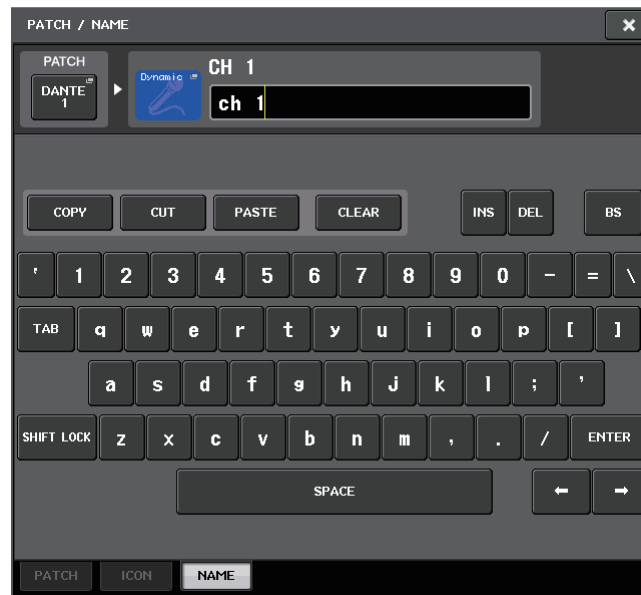 PATCH / NAME
PATCH
DANTE
1
Dynamic
CH 1
ch 1
COPY CUT PASTE CLEAR INS DEL BS
' 1 2 3 4 5 6 7 8 9 0 - = \
TAB q w e r t y u i o p [ ]
a s d f g h j k l ; '
SHIFT LOCK z x c v b n m , . / ENTER
SPACE ← →
PATCH ICON NAME